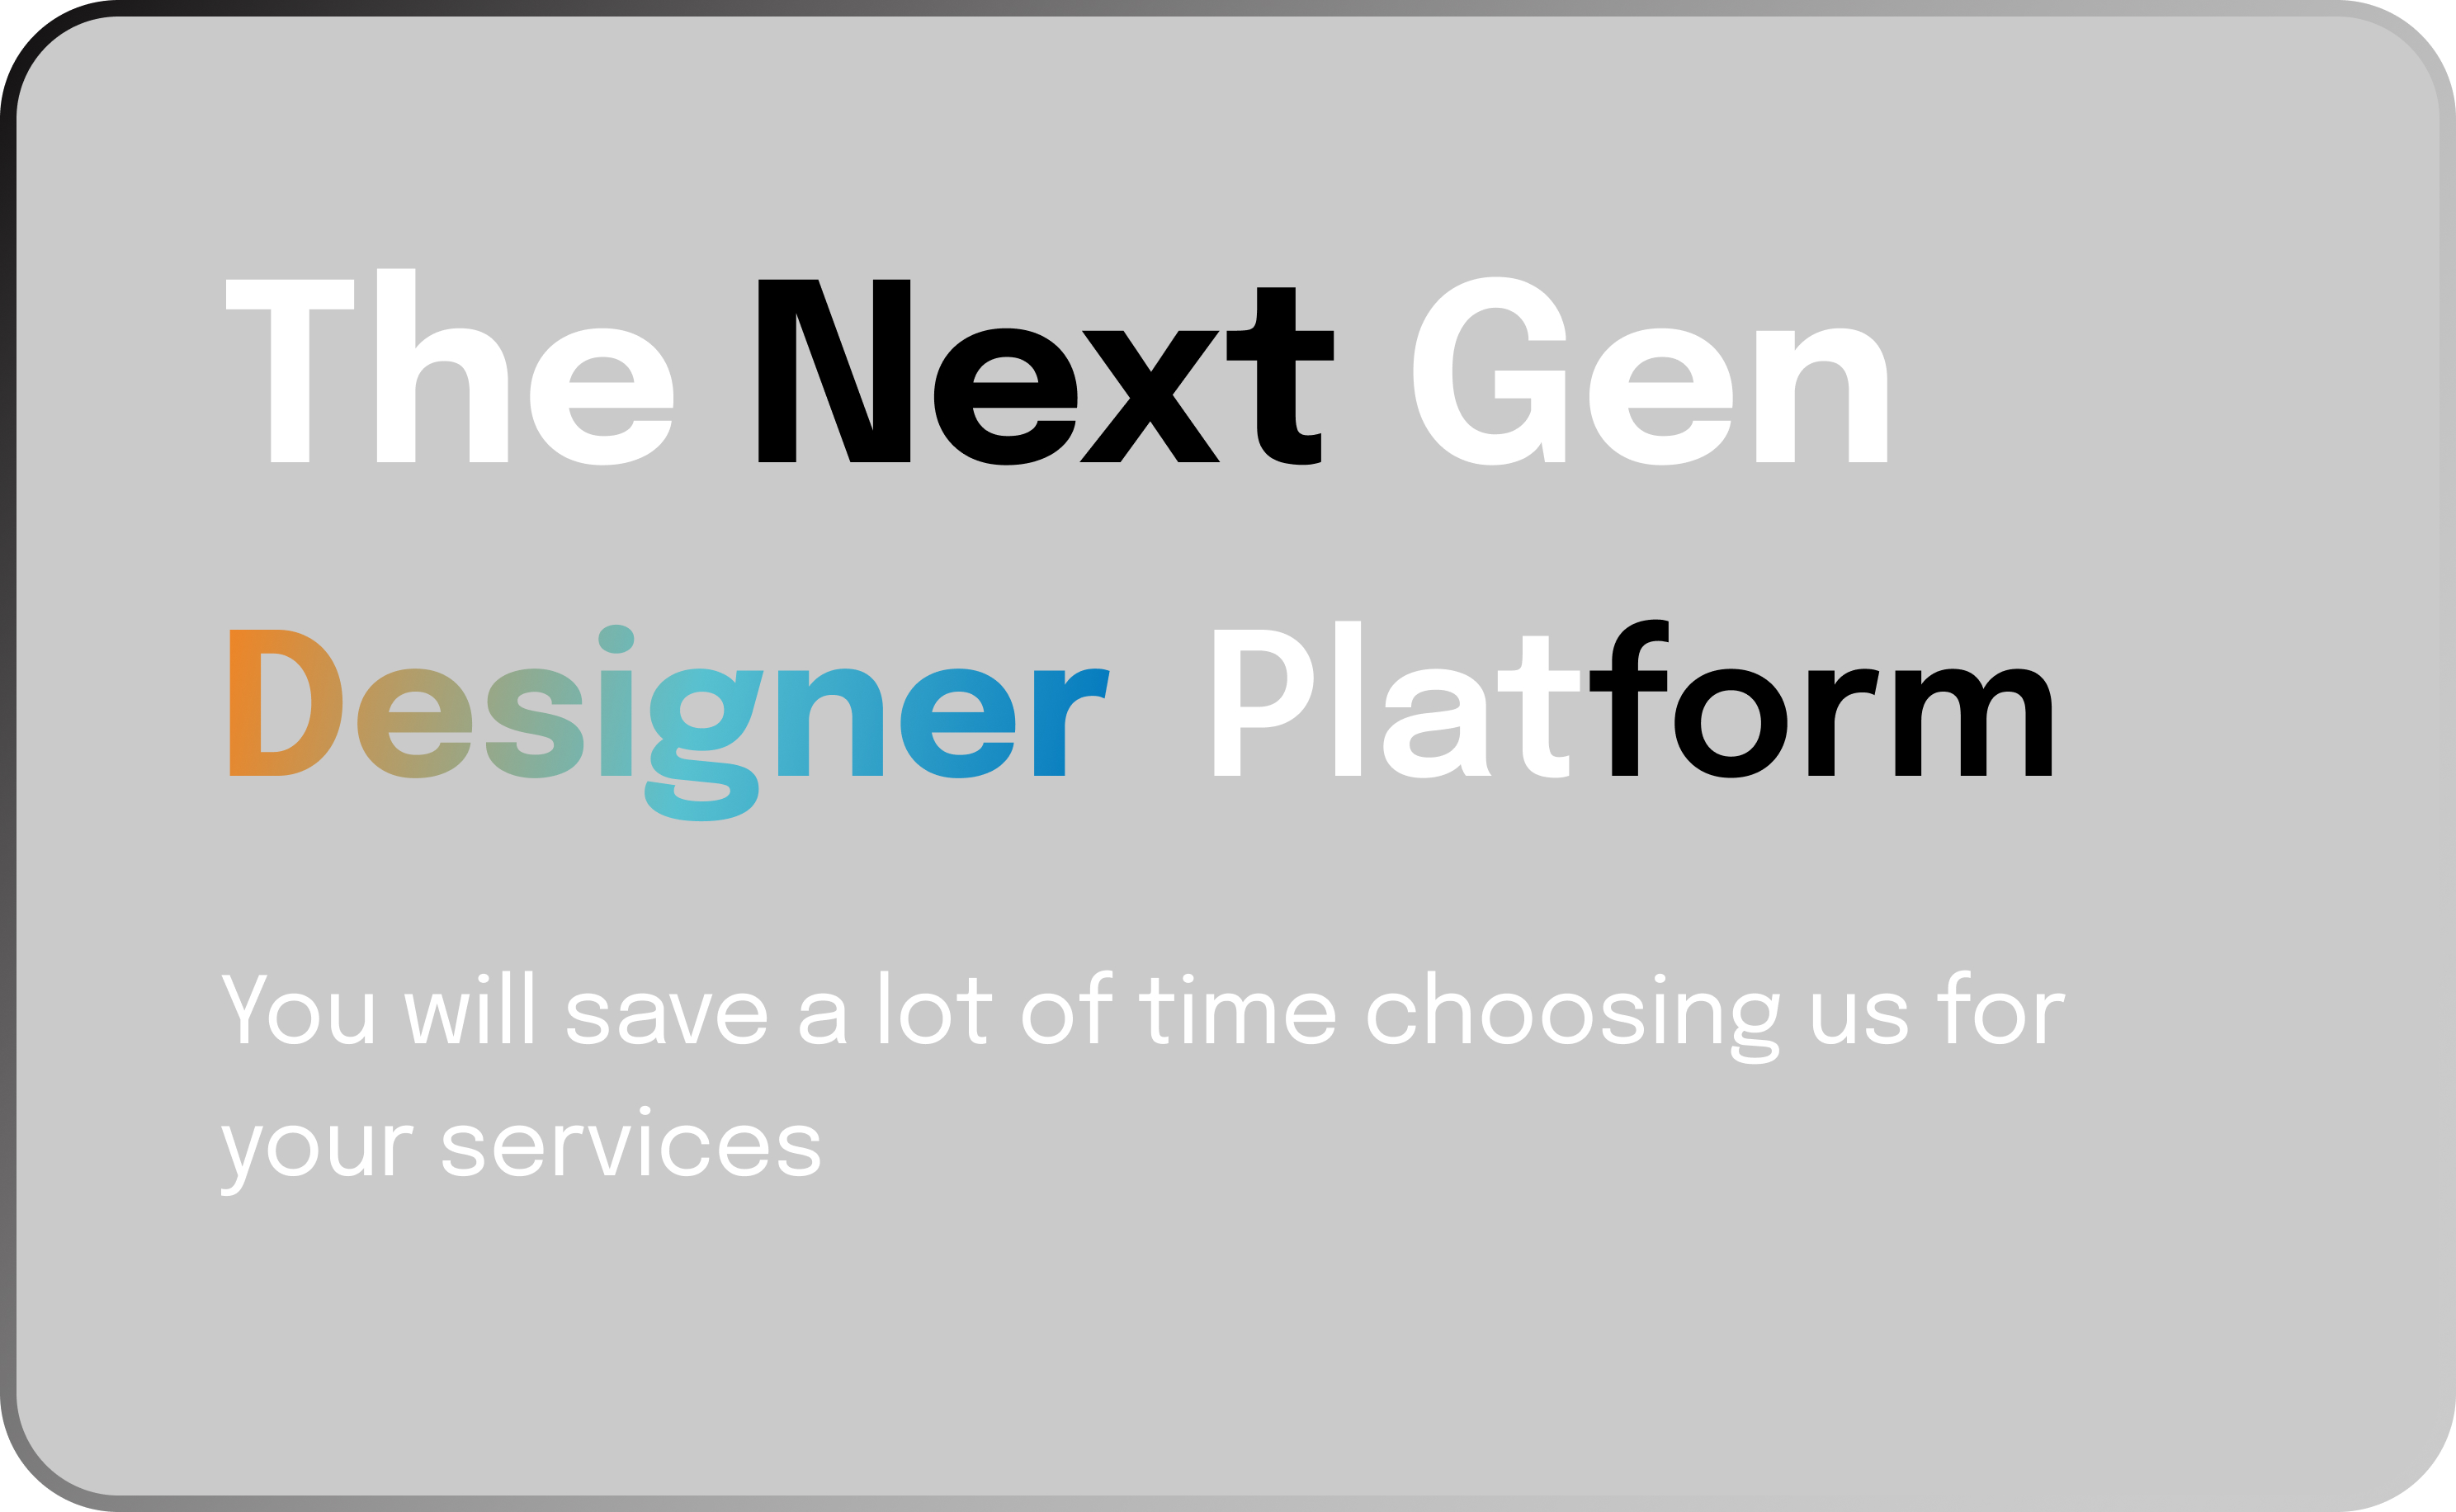 The Next Gen
Designer Platform
You will save a lot of time choosing us for
your services